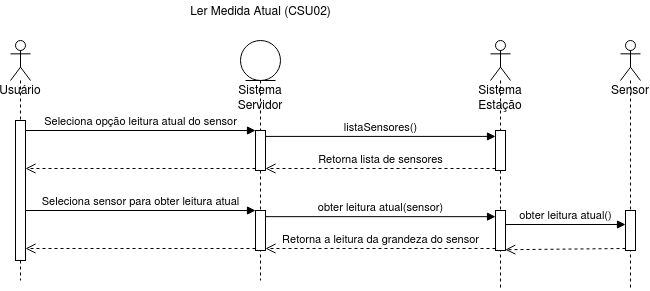 Ler Medida Atual (CSU02)
Usuário
Sistema
Servidor
Sistema
Estação
Sensor
Seleciona opção leitura atual do sensor
listaSensores()
Retorna lista de sensores
Seleciona sensor para obter leitura atual
obter leitura atual(sensor)
obter leitura atual()
Retorna a leitura da grandeza do sensor